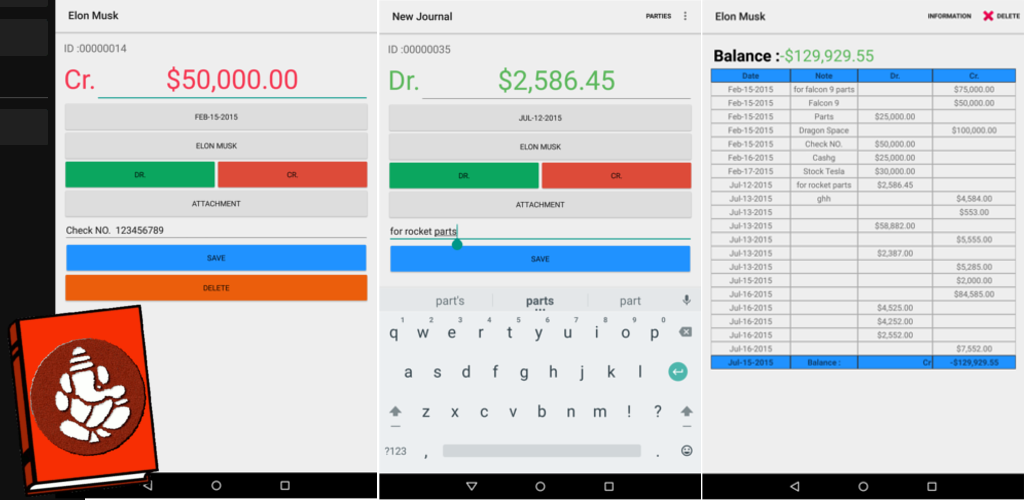 Elon Musk
ID :00000014
Cr. $50,000.00
FEB-15-2015
ELON MUSK
DR. CR.
ATTACHMENT
Check NO. 123456789
SAVE
DELETE
New Journal PARTIES
ID :00000035
Dr. $2,586.45
JUL-12-2015
ELON MUSK
DR. CR.
ATTACHMENT
for rocket parts
SAVE
part's parts part
1 2 3 4 5 6 7 8 9 0
q w e r t y u i o p
a s d f g h j k l
z x c v b n m ! ?
?123 , .
Elon Musk INFORMATION DELETE
Balance :-$129,929.55
Date Note Dr. Cr.
Feb-15-2015 for falcon 9 parts $75,000.00
Feb-15-2015 Falcon 9 $50,000.00
Feb-15-2015 Parts $25,000.00
Feb-15-2015 Dragon Space $100,000.00
Feb-15-2015 Check NO. $50,000.00
Feb-16-2015 Cashg $25,000.00
Feb-17-2015 Stock Tesla $30,000.00
Jul-12-2015 for rocket parts $2,586.45
Jul-13-2015 ghh $4,584.00
Jul-13-2015 $553.00
Jul-13-2015 $58,882.00
Jul-13-2015 $5,555.00
Jul-13-2015 $2,387.00
Jul-13-2015 $5,285.00
Jul-15-2015 $2,000.00
Jul-16-2015 $84,585.00
Jul-16-2015 $4,525.00
Jul-16-2015 $4,252.00
Jul-16-2015 $2,552.00
Jul-16-2015 $7,552.00
Jul-15-2015 Balance : Cr -$129,929.55